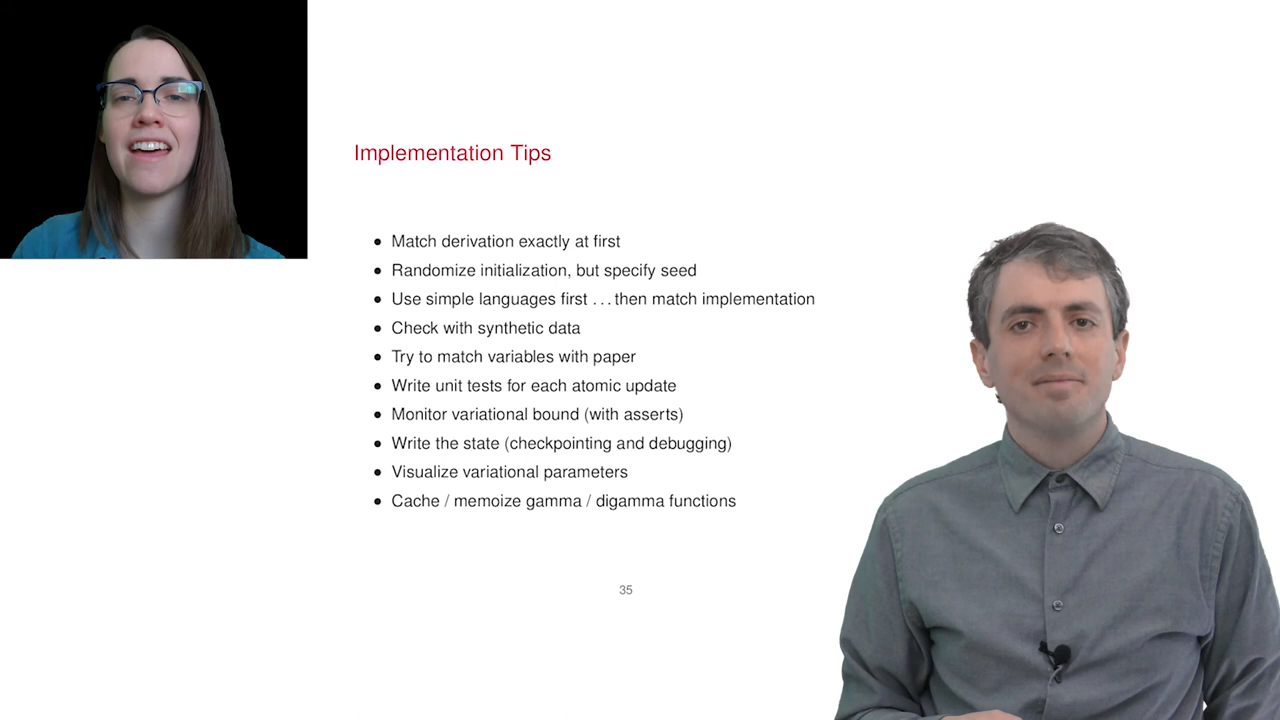 Implementation Tips
• Match derivation exactly at first
• Randomize initialization, but specify seed
• Use simple languages first ... then match implementation
• Check with synthetic data
• Try to match variables with paper
• Write unit tests for each atomic update
• Monitor variational bound (with asserts)
• Write the state (checkpointing and debugging)
• Visualize variational parameters
• Cache / memoize gamma / digamma functions
35